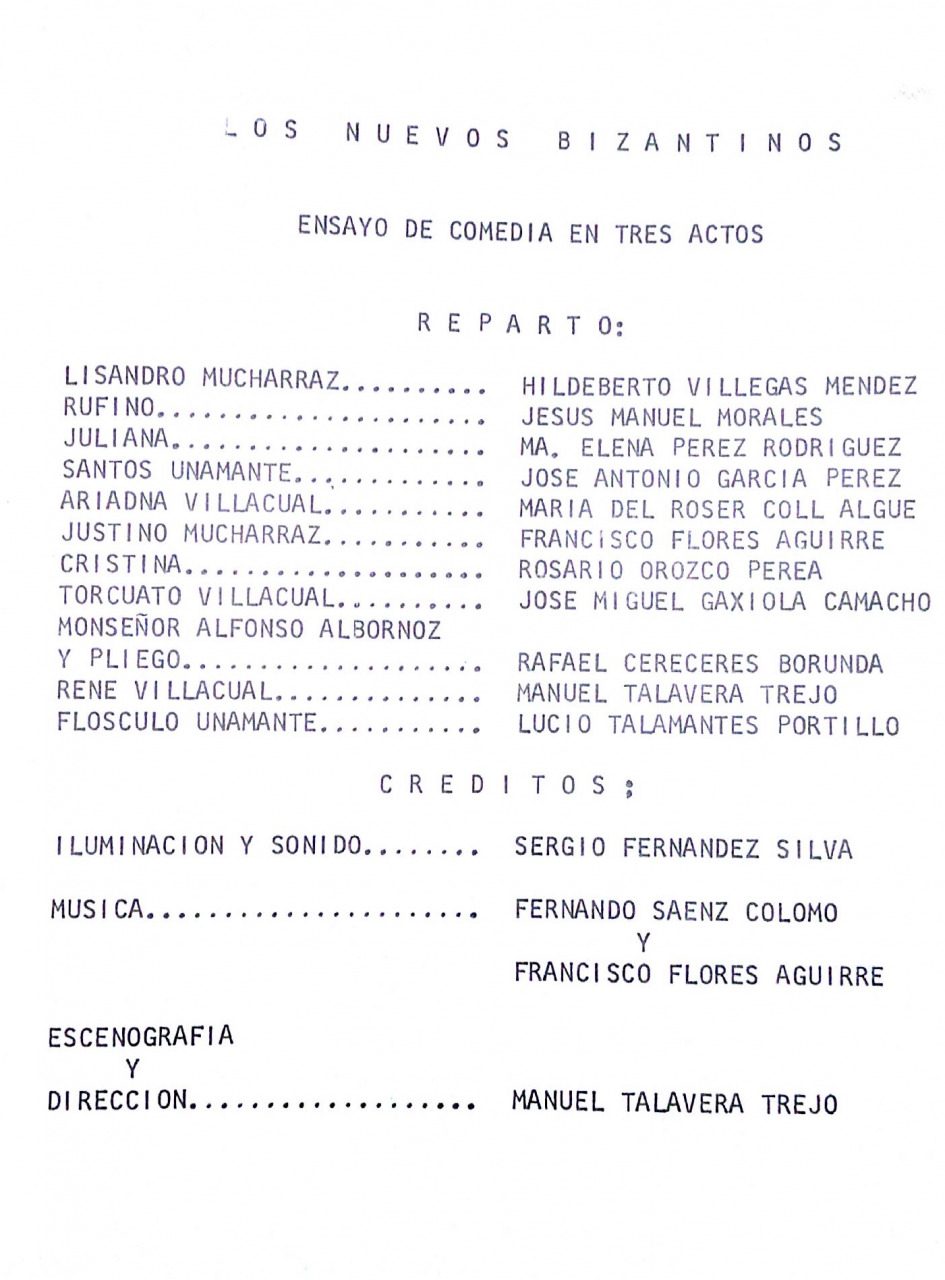 LOS NUEVOS BIZANTINOS
ENSAYO DE COMEDIA EN TRES ACTOS
REPARTO:
LISANDRO MUCHARRAZ.......... HILDEBERTO VILLEGAS MENDEZ
RUFINO...................... JESUS MANUEL MORALES
JULIANA..................... MA. ELENA PEREZ RODRIGUEZ
SANTOS UNAMANTE............. JOSE ANTONIO GARCIA PEREZ
ARIADNA VILLACUAL........... MARIA DEL ROSER COLL ALGUE
JUSTINO MUCHARRAZ........... FRANCISCO FLORES AGUIRRE
CRISTINA.................... ROSARIO OROZCO PEREA
TORCUATO VILLACUAL.......... JOSE MIGUEL GAXIOLA CAMACHO
MONSEÑOR ALFONSO ALBORNOZ
Y PLIEGO.................... RAFAEL CERECERES BORUNDA
RENE VILLACUAL.............. MANUEL TALAVERA TREJO
FLOSCULO UNAMANTE........... LUCIO TALAMANTES PORTILLO
CREDITOS;
ILUMINACION Y SONIDO........ SERGIO FERNANDEZ SILVA
MUSICA...................... FERNANDO SAENZ COLOMO
Y
FRANCISCO FLORES AGUIRRE
ESCENOGRAFIA
Y
DIRECCION................... MANUEL TALAVERA TREJO